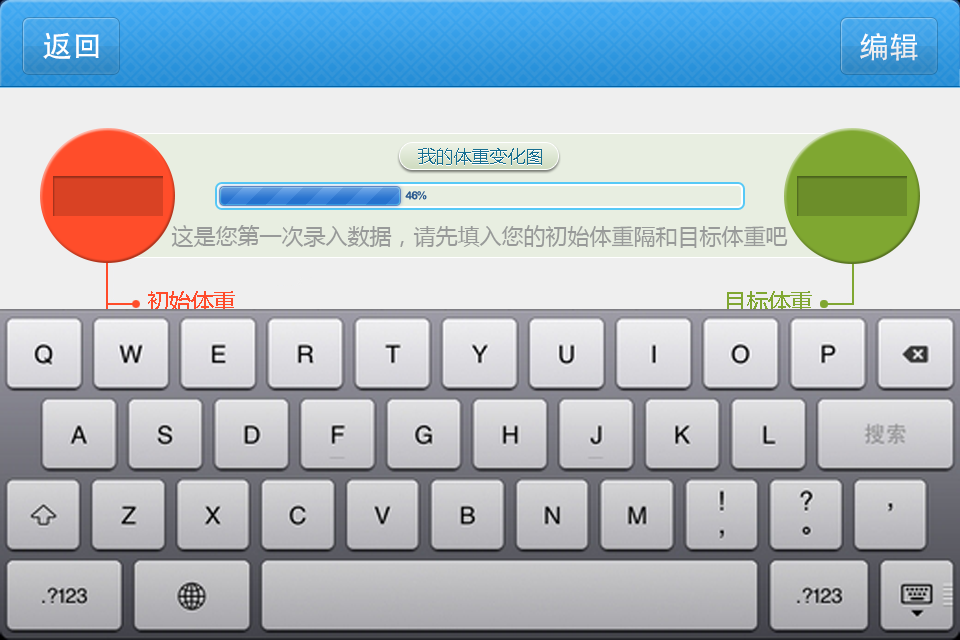 返回 编辑
我的体重变化图
46%
这是您第一次录入数据，请先填入您的初始体重隔和目标体重吧
初始体重 目标体重
Q W E R T Y U I O P
A S D F G H J K L 搜索
Z X C V B N M ! , ? 。 ’
.?123 .?123